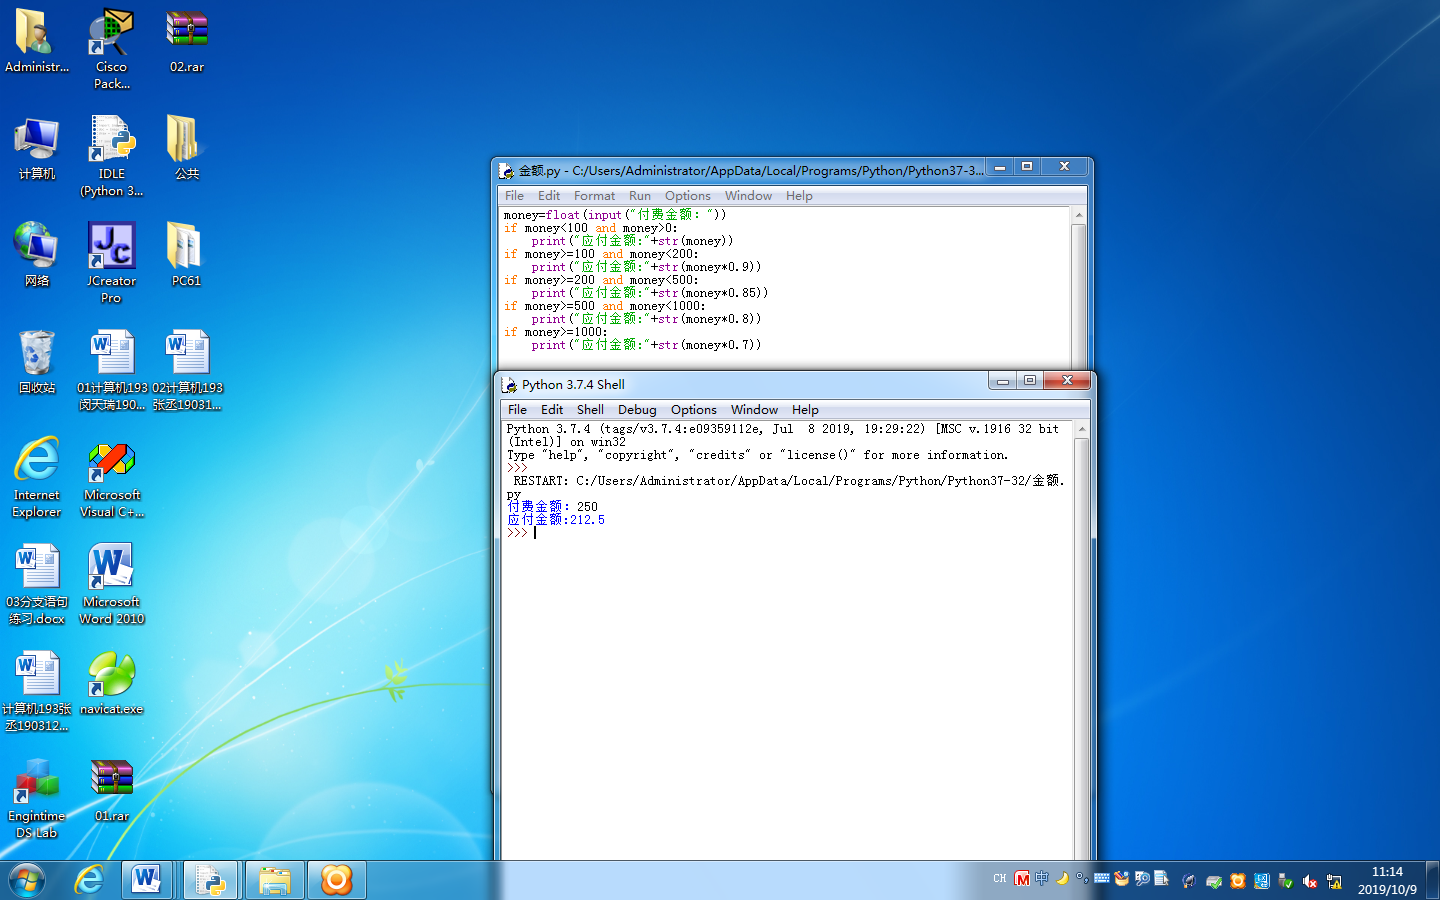 Administr...
Cisco
Pack...
02.rar
计算机
IDLE
(Python 3...
公共
网络
JCreator
Pro
PC61
回收站
01计算机193
闵天瑞190...
02计算机193
张丞19031...
Internet
Explorer
Microsoft
Visual C+...
03分支语句
练习.docx
Microsoft
Word 2010
计算机193张
丞190312...
navicat.exe
Engintime
DS Lab
01.rar
金额.py - C:/Users/Administrator/AppData/Local/Programs/Python/Python37-3...
File Edit Format Run Options Window Help
money=float(input("付费金额: "))
if money<100 and money>0:
    print("应付金额:"+str(money))
if money>=100 and money<200:
    print("应付金额:"+str(money*0.9))
if money>=200 and money<500:
    print("应付金额:"+str(money*0.85))
if money>=500 and money<1000:
    print("应付金额:"+str(money*0.8))
if money>=1000:
    print("应付金额:"+str(money*0.7))
Python 3.7.4 Shell
File Edit Shell Debug Options Window Help
Python 3.7.4 (tags/v3.7.4:e09359112e, Jul  8 2019, 19:29:22) [MSC v.1916 32 bit
(Intel)] on win32
Type "help", "copyright", "credits" or "license()" for more information.
>>>
 RESTART: C:/Users/Administrator/AppData/Local/Programs/Python/Python37-32/金额.
py
付费金额: 250
应付金额:212.5
>>>
CH M 中
11:14
2019/10/9